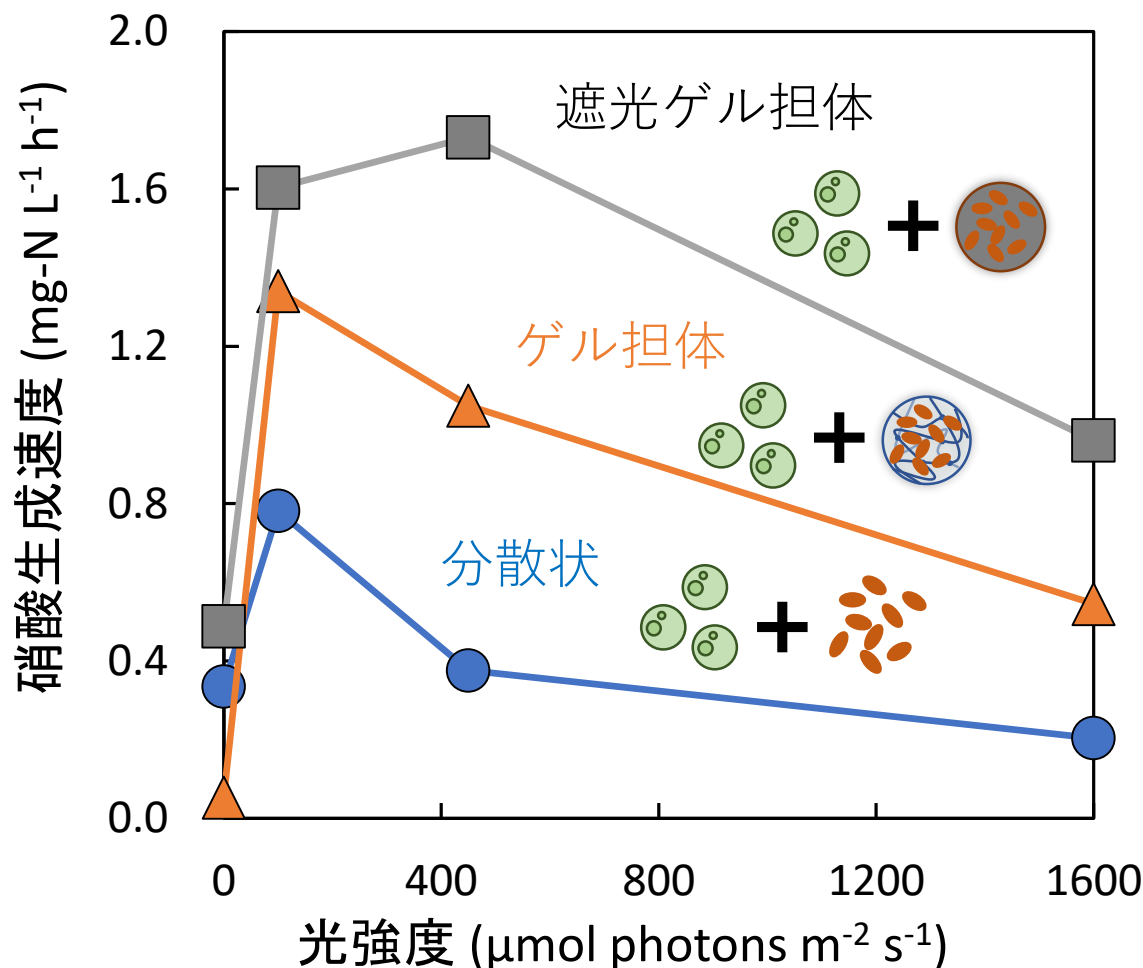 硝酸生成速度 (mg-N L⁻¹ h⁻¹)
2.0
1.6
1.2
0.8
0.4
0.0
遮光ゲル担体
+
ゲル担体
+
分散状
+
0 400 800 1200 1600
光強度 (μmol photons m⁻² s⁻¹)